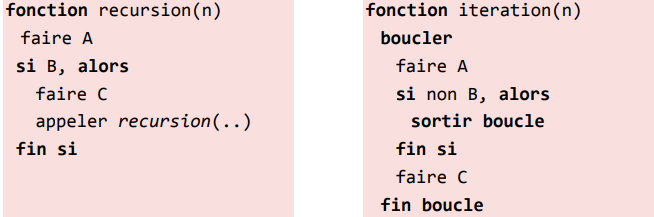 fonction recursion(n)
faire A
si B, alors
faire C
appeler recursion(..)
fin si
fonction iteration(n)
boucler
faire A
si non B, alors
sortir boucle
fin si
faire C
fin boucle